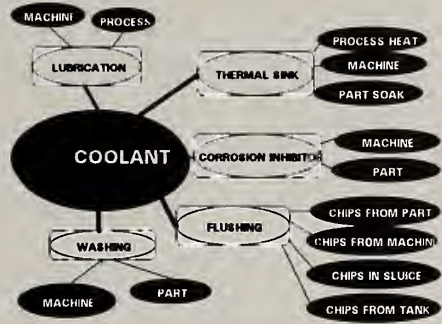 MACHINE
PROCESS
LUBRICATION
PROCESS HEAT
THERMAL SINK
MACHINE
PART SOAK
COOLANT
CORROSION INHIBITOR
MACHINE
PART
FLUSHING
CHIPS FROM PART
CHIPS FROM MACHIN
CHIPS IN SLUICE
CHIPS FROM TANK
WASHING
MACHINE
PART